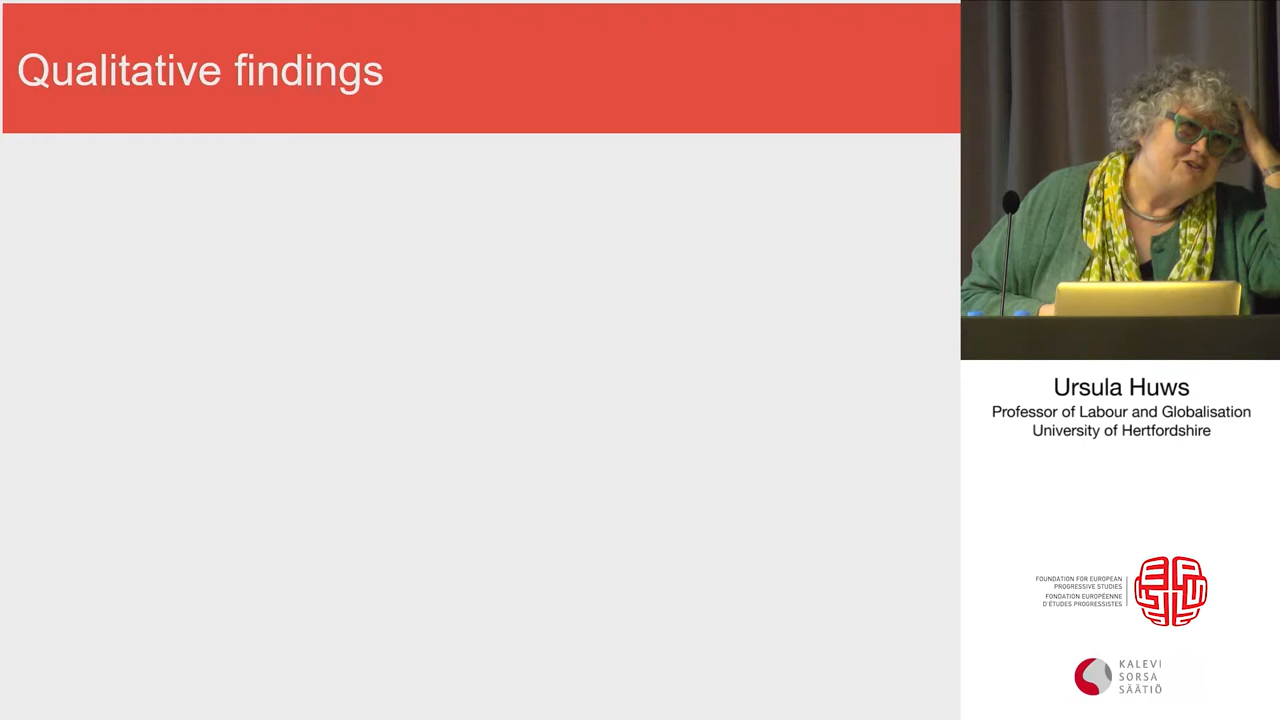 Qualitative findings
Ursula Huws
Professor of Labour and Globalisation
University of Hertfordshire
FOUNDATION FOR EUROPEAN
PROGRESSIVE STUDIES
FONDATION EUROPÉENNE
D'ÉTUDES PROGRESSISTES
KALEVI
SORSA
SÄÄTIÖ